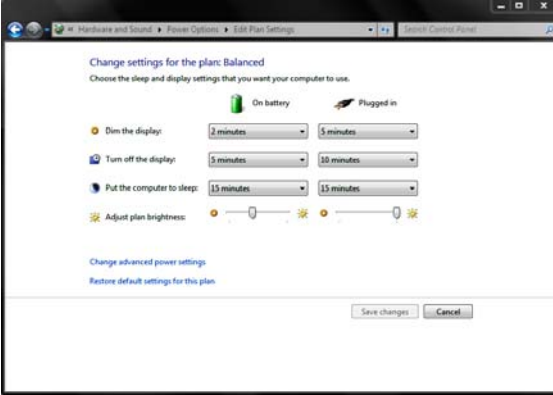 « Hardware and Sound ▸ Power Options ▸ Edit Plan Settings
Search Control Panel
Change settings for the plan: Balanced
Choose the sleep and display settings that you want your computer to use.
On battery Plugged in
Dim the display: 2 minutes 5 minutes
Turn off the display: 5 minutes 10 minutes
Put the computer to sleep: 15 minutes 15 minutes
Adjust plan brightness:
Change advanced power settings
Restore default settings for this plan
Save changes Cancel